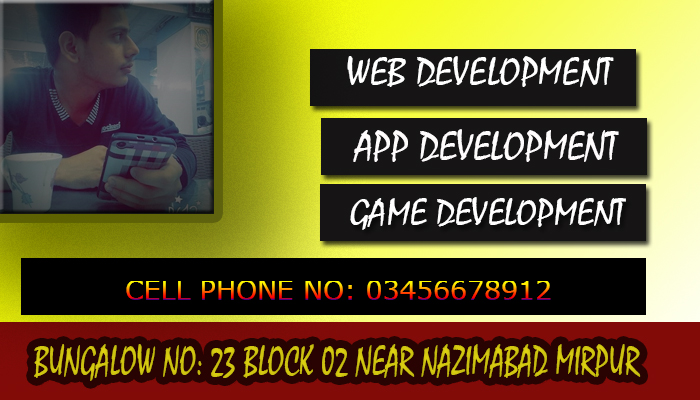 WEB DEVELOPMENT
APP DEVELOPMENT
GAME DEVELOPMENT
CELL PHONE NO: 03456678912
BUNGALOW NO: 23 BLOCK 02 NEAR NAZIMABAD MIRPUR